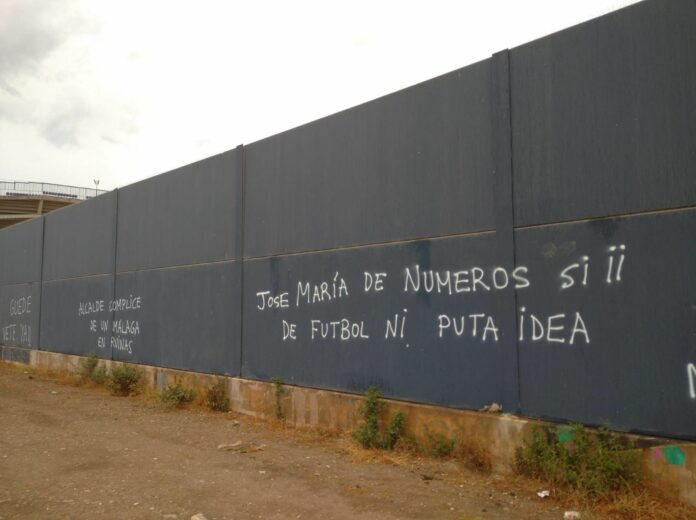 GUEDE
VETE YA!!
ALCALDE COMPLICE
DE UN MÁLAGA
EN RUINAS
JOSE MARÍA DE NUMEROS SI ¡¡
DE FUTBOL NI PUTA IDEA